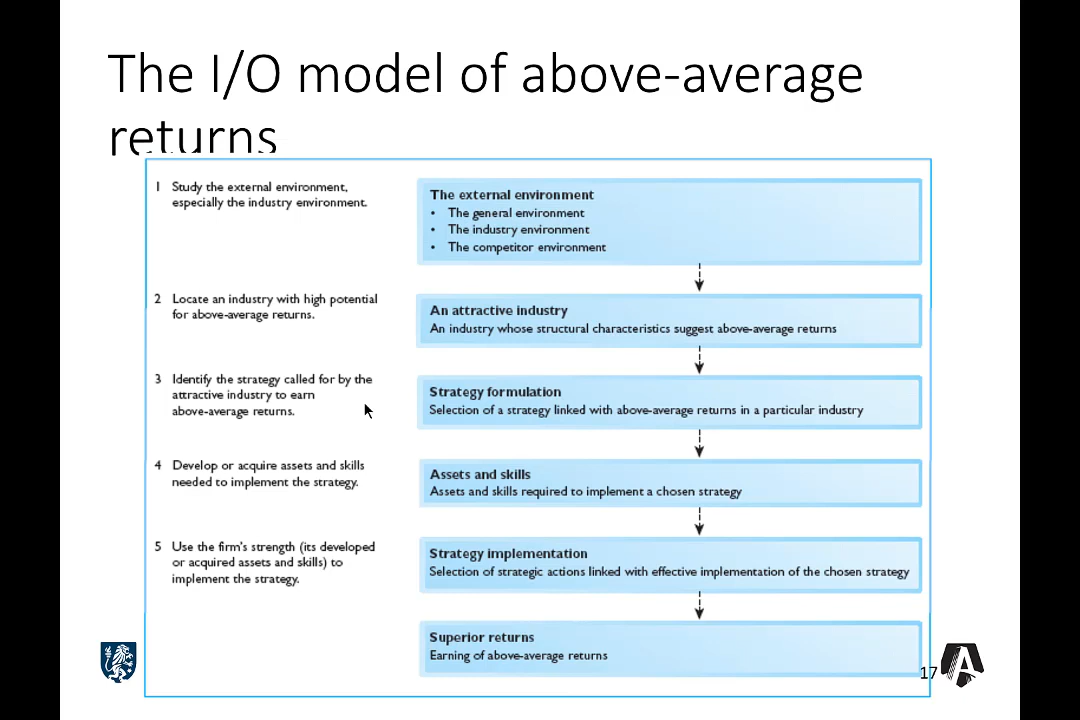 The I/O model of above-average
returns
1 Study the external environment,
especially the industry environment.
The external environment
• The general environment
• The industry environment
• The competitor environment
2 Locate an industry with high potential
for above-average returns.
An attractive industry
An industry whose structural characteristics suggest above-average returns
3 Identify the strategy called for by the
attractive industry to earn
above-average returns.
Strategy formulation
Selection of a strategy linked with above-average returns in a particular industry
4 Develop or acquire assets and skills
needed to implement the strategy.
Assets and skills
Assets and skills required to implement a chosen strategy
5 Use the firm's strength (its developed
or acquired assets and skills) to
implement the strategy.
Strategy implementation
Selection of strategic actions linked with effective implementation of the chosen strategy
Superior returns
Earning of above-average returns
17
A